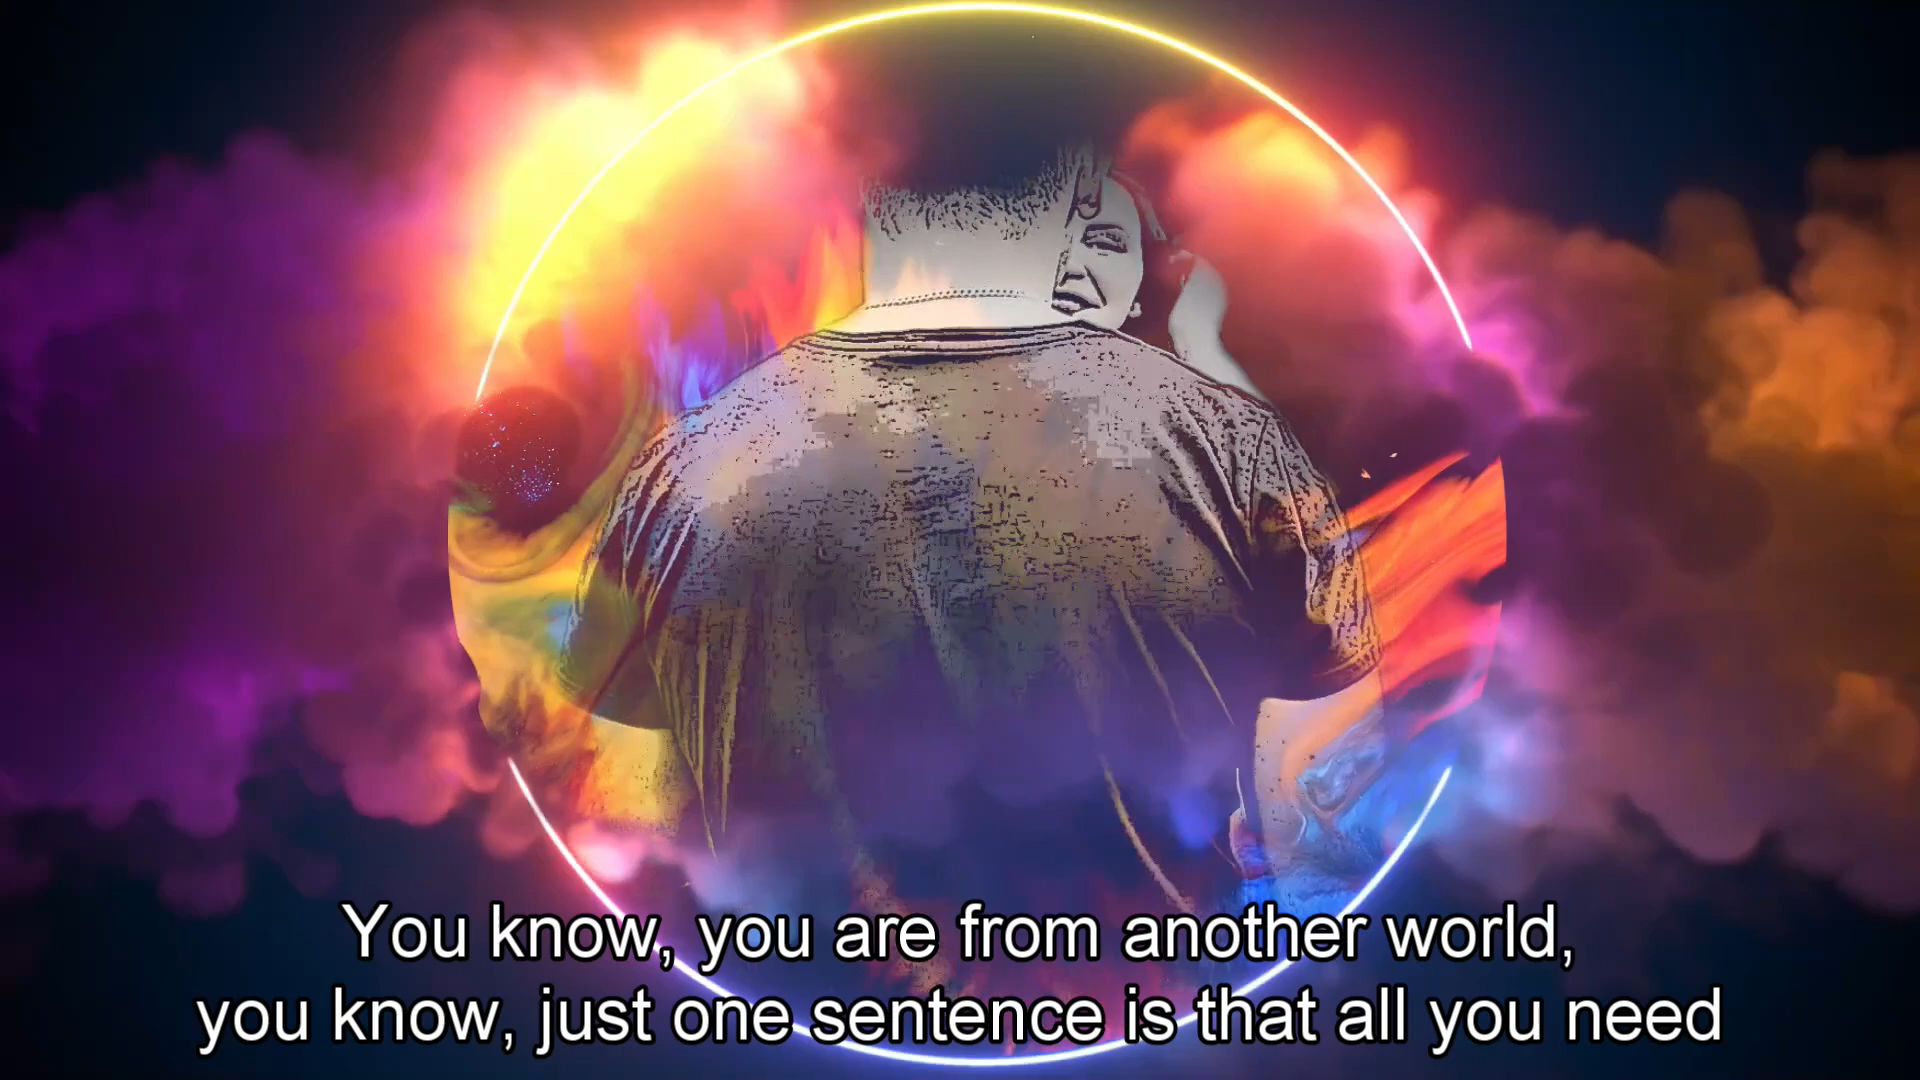 You know, you are from another world,
you know, just one sentence is that all you need